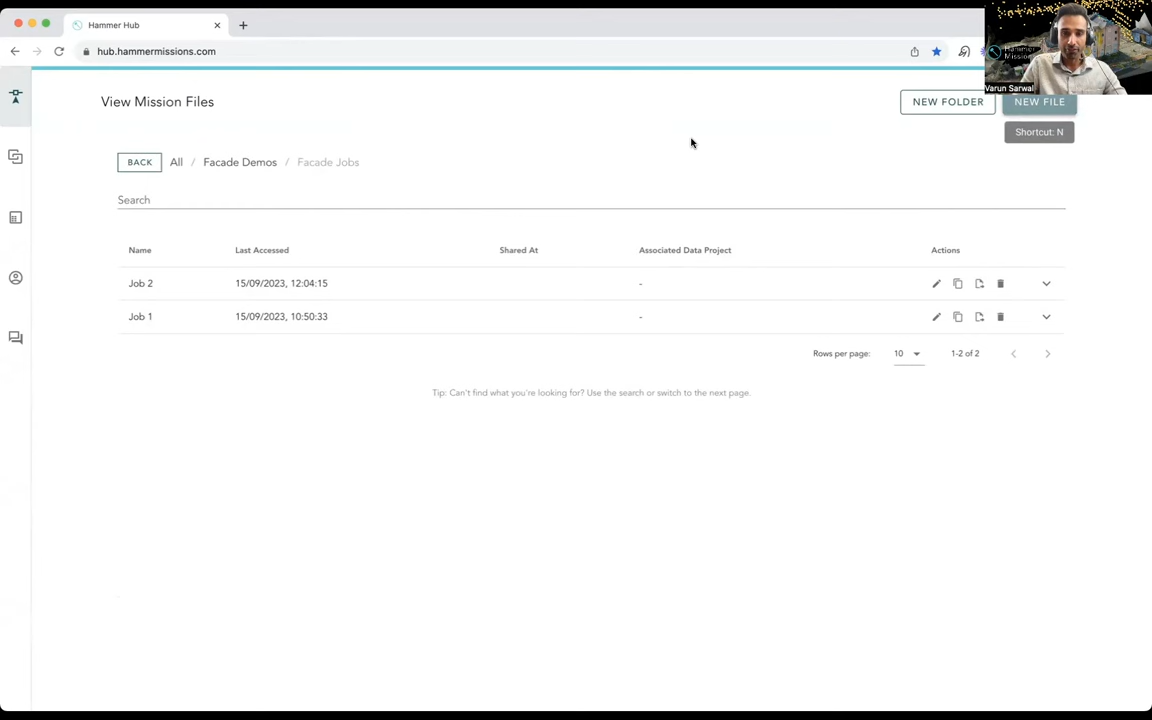 Hammer Hub
hub.hammermissions.com
Hammer
Missions
Varun Sarwal
View Mission Files
NEW FOLDER
NEW FILE
Shortcut: N
BACK All / Facade Demos / Facade Jobs
Search
Name Last Accessed Shared At Associated Data Project Actions
Job 2 15/09/2023, 12:04:15 -
Job 1 15/09/2023, 10:50:33 -
Rows per page: 10 1-2 of 2
Tip: Can't find what you're looking for? Use the search or switch to the next page.